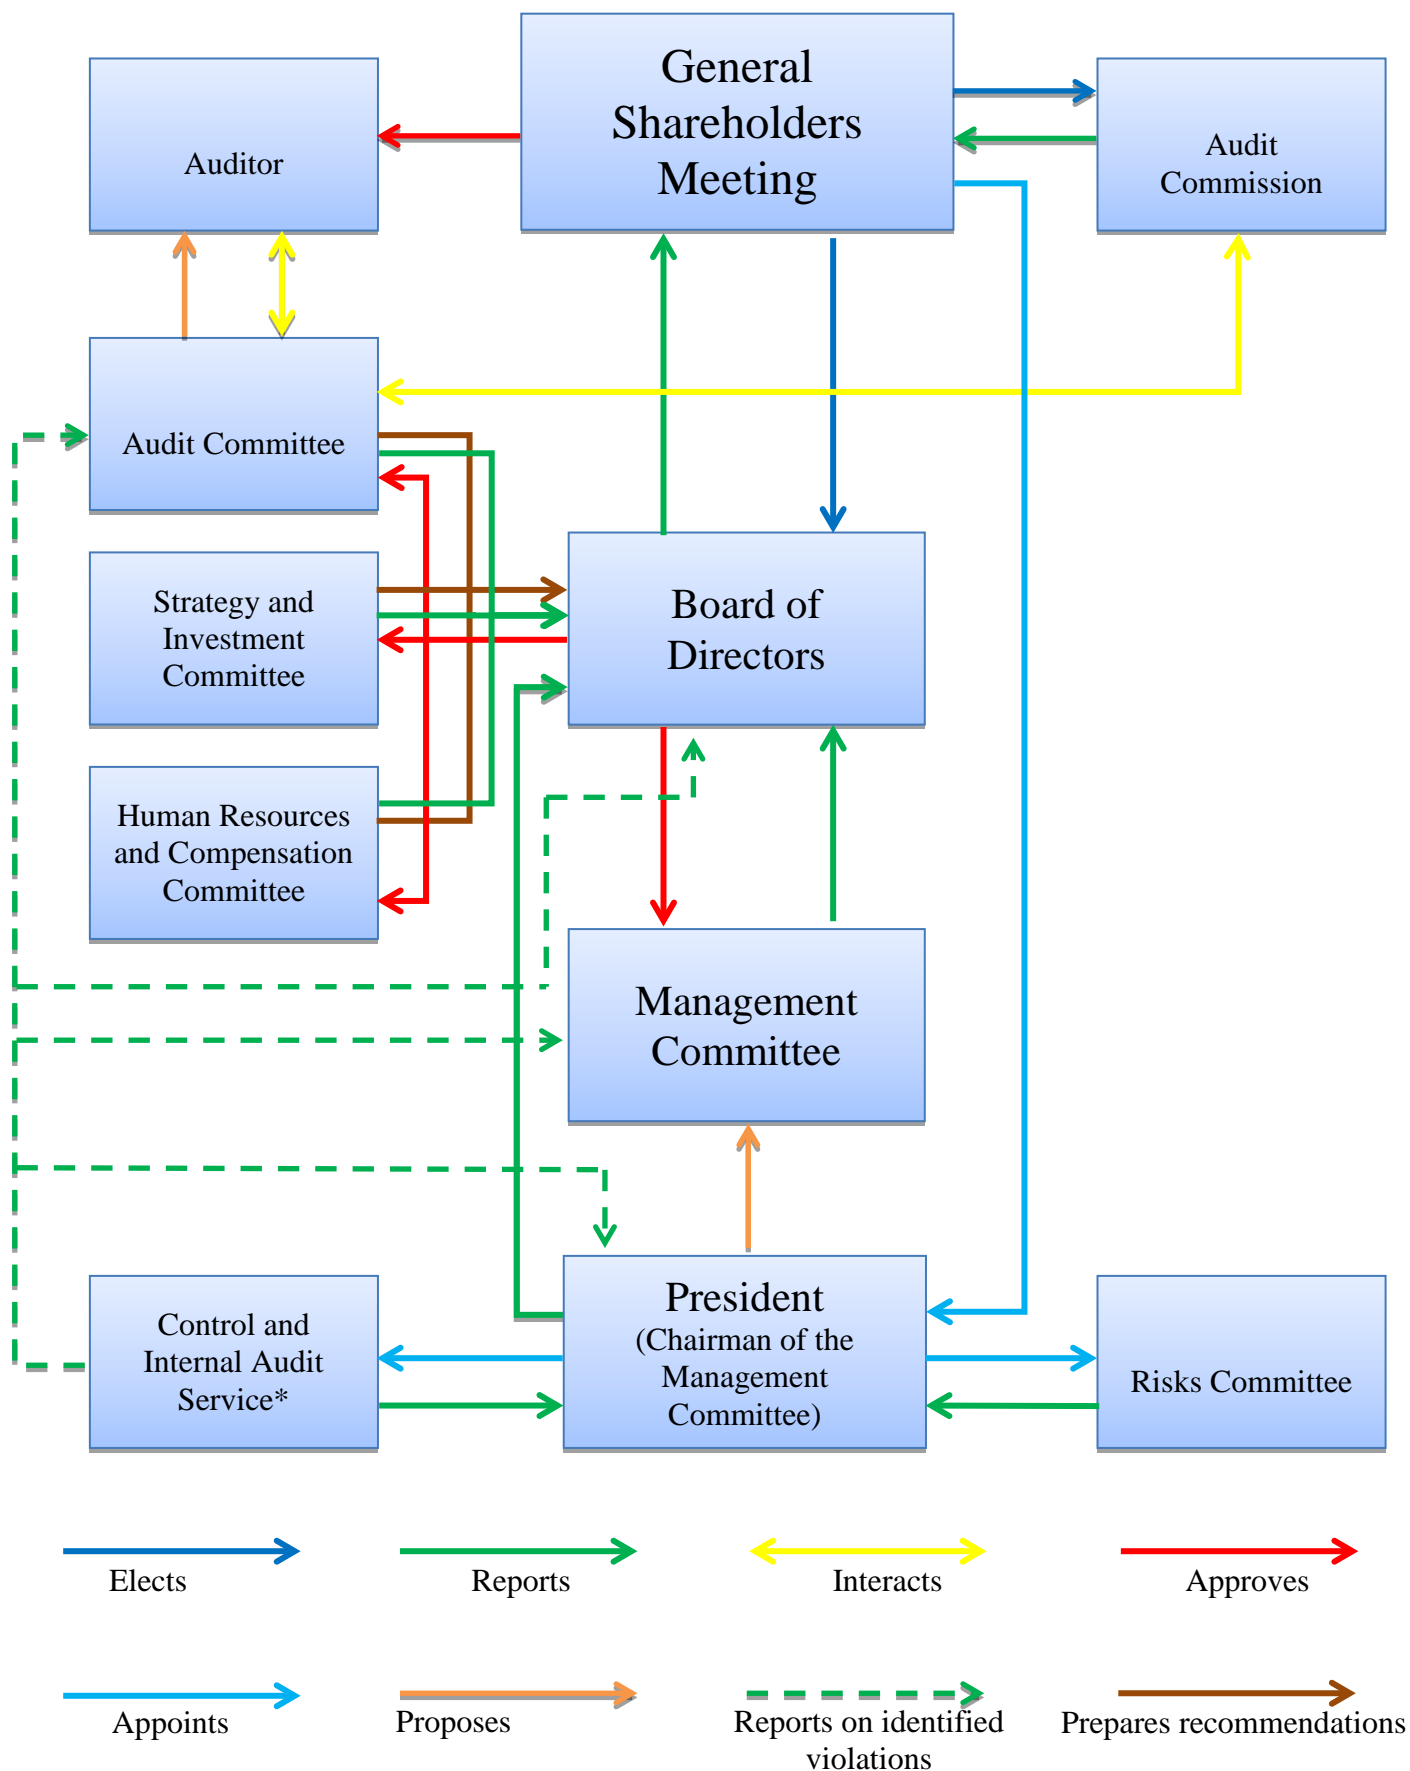 General
Shareholders
Meeting
Auditor
Audit
Commission
Audit Committee
Strategy and
Investment
Committee
Board of
Directors
Human Resources
and Compensation
Committee
Management
Committee
Control and
Internal Audit
Service*
President
(Chairman of the
Management
Committee)
Risks Committee
Elects
Reports
Interacts
Approves
Appoints
Proposes
Reports on identified
violations
Prepares recommendations